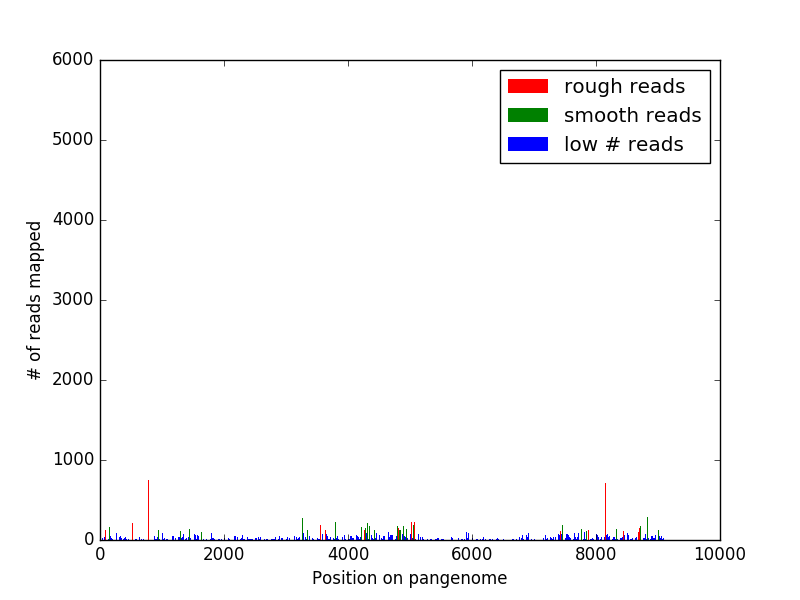 6000
5000
4000
3000
2000
1000
0
# of reads mapped
rough reads
smooth reads
low # reads
0 2000 4000 6000 8000 10000
Position on pangenome